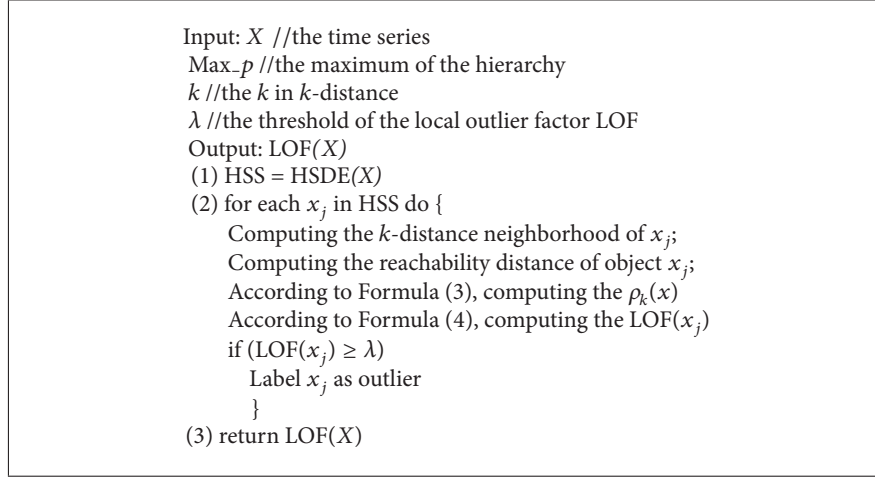 Input: X //the time series
Max_p //the maximum of the hierarchy
k //the k in k-distance
λ //the threshold of the local outlier factor LOF
Output: LOF(X)
(1) HSS = HSDE(X)
(2) for each x_j in HSS do {
Computing the k-distance neighborhood of x_j;
Computing the reachability distance of object x_j;
According to Formula (3), computing the ρ_k(x)
According to Formula (4), computing the LOF(x_j)
if (LOF(x_j) ≥ λ)
Label x_j as outlier
}
(3) return LOF(X)